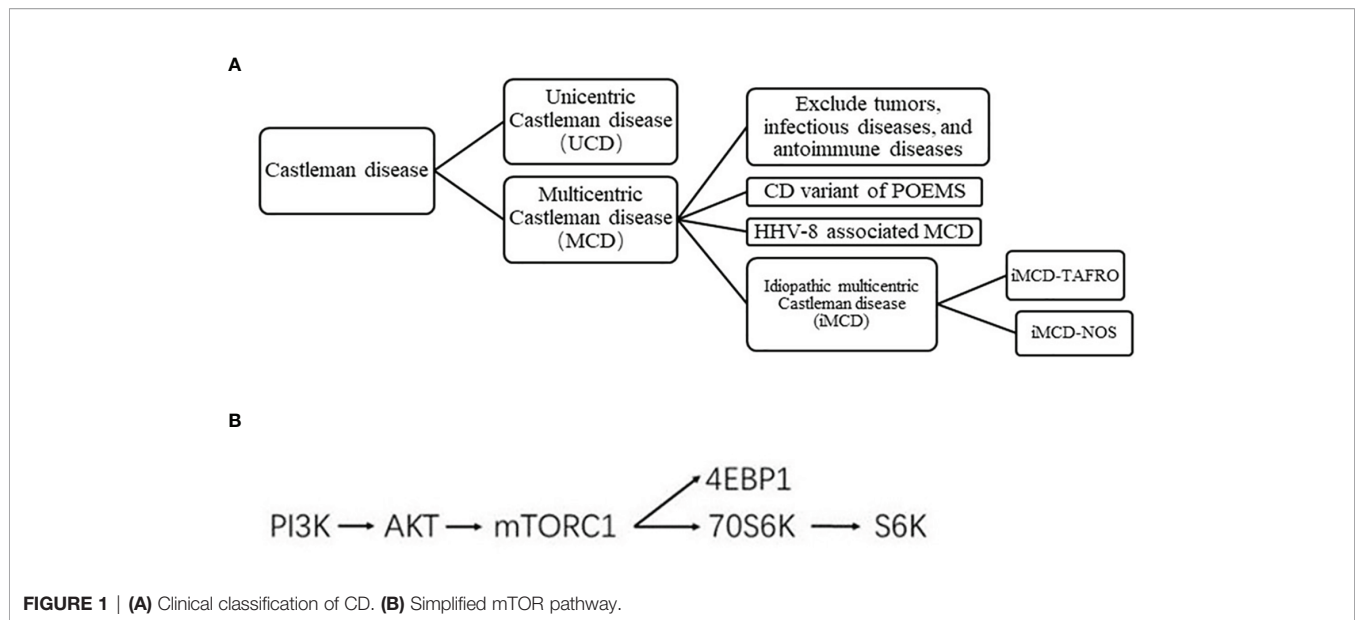 A
Castleman disease
Unicentric
Castleman disease
(UCD)
Multicentric
Castleman disease
(MCD)
Exclude tumors,
infectious diseases, and
antoimmune diseases
CD variant of POEMS
HHV-8 associated MCD
Idiopathic multicentric
Castleman disease
(iMCD)
iMCD-TAFRO
iMCD-NOS
B
4EBP1
PI3K → AKT → mTORC1 → 70S6K → S6K
FIGURE 1 | (A) Clinical classification of CD. (B) Simplified mTOR pathway.